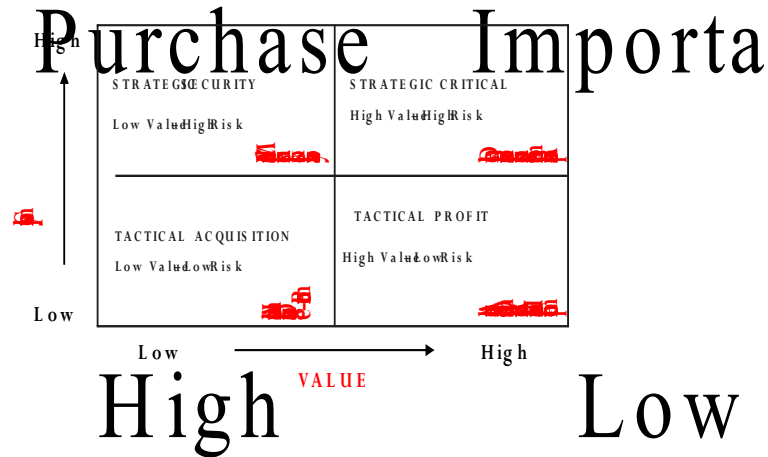 Purchase Importa
High
STRATEGIC SECURITY
Low Value High Risk
STRATEGIC CRITICAL
High Value High Risk
TACTICAL ACQUISITION
Low Value Low Risk
TACTICAL PROFIT
High Value Low Risk
Low
Low
High
VALUE
High
Low